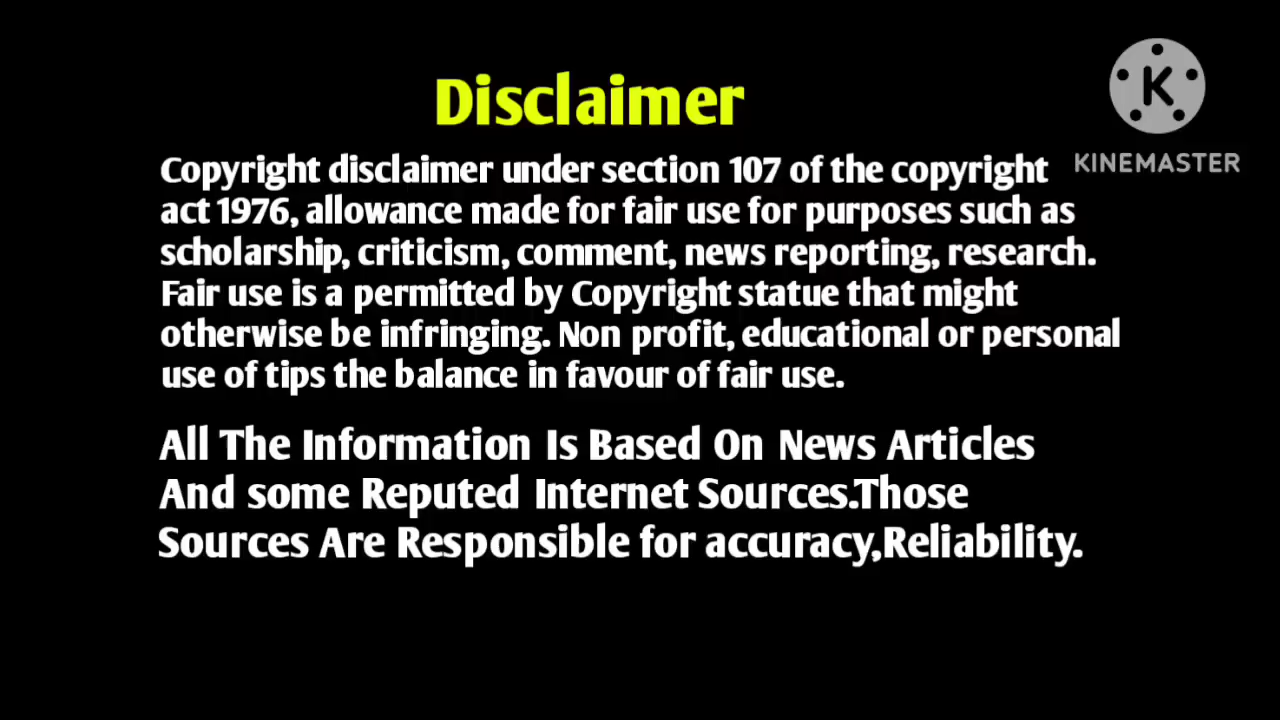 Disclaimer
K
KINEMASTER
Copyright disclaimer under section 107 of the copyright
act 1976, allowance made for fair use for purposes such as
scholarship, criticism, comment, news reporting, research.
Fair use is a permitted by Copyright statue that might
otherwise be infringing. Non profit, educational or personal
use of tips the balance in favour of fair use.
All The Information Is Based On News Articles
And some Reputed Internet Sources.Those
Sources Are Responsible for accuracy,Reliability.